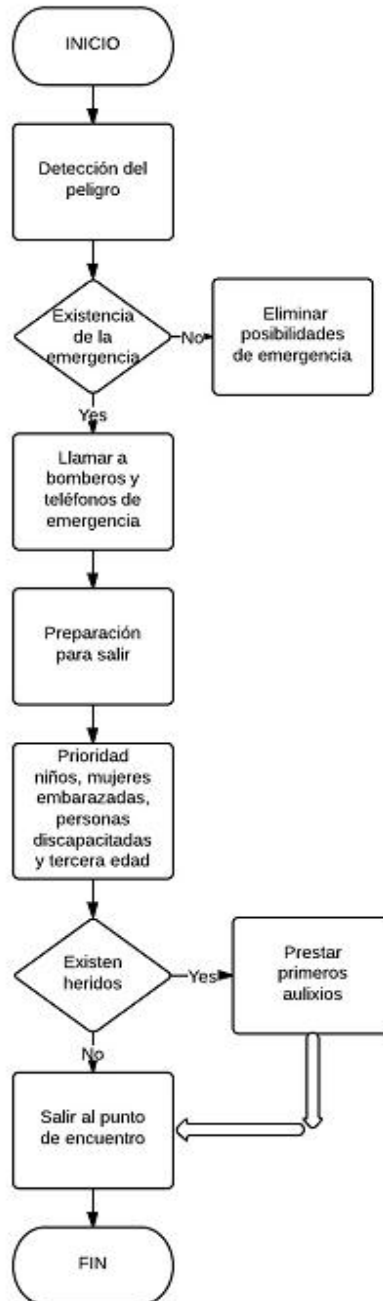 INICIO
Detección del
peligro
Existencia
de la
emergencia
No
Eliminar
posibilidades
de emergencia
Yes
Llamar a
bomberos y
teléfonos de
emergencia
Preparación
para salir
Prioridad
niños, mujeres
embarazadas,
personas
discapacitadas
y tercera edad
Existen
heridos
Yes
Prestar
primeros
aulixios
No
Salir al punto
de encuentro
FIN